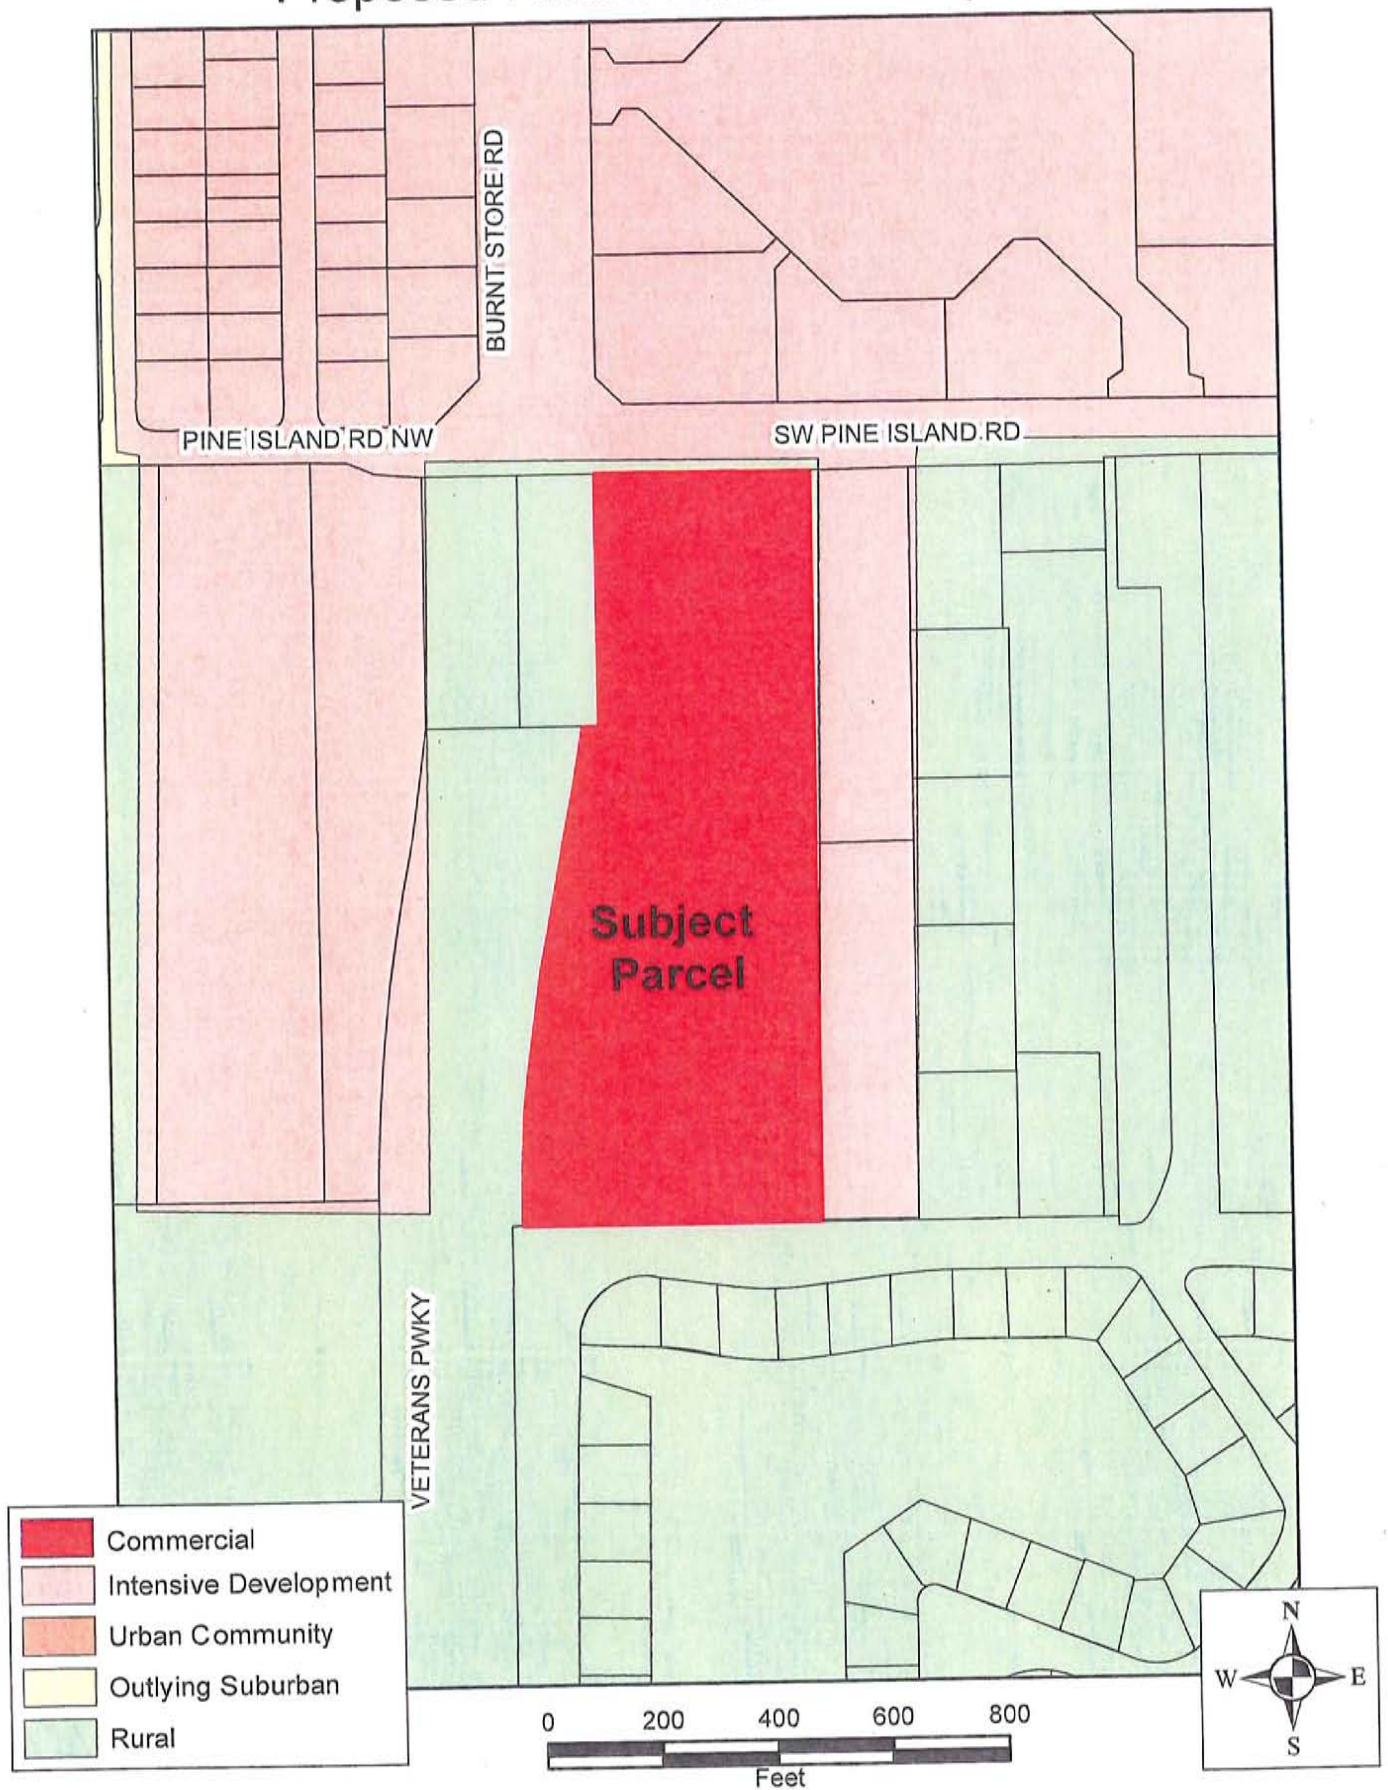 Proposed
BURNT STORE RD
PINE ISLAND RD NW
SW PINE ISLAND RD
Subject
Parcel
VETERANS PWKY
Commercial
Intensive Development
Urban Community
Outlying Suburban
Rural
0 200 400 600 800
Feet
N
W E
S